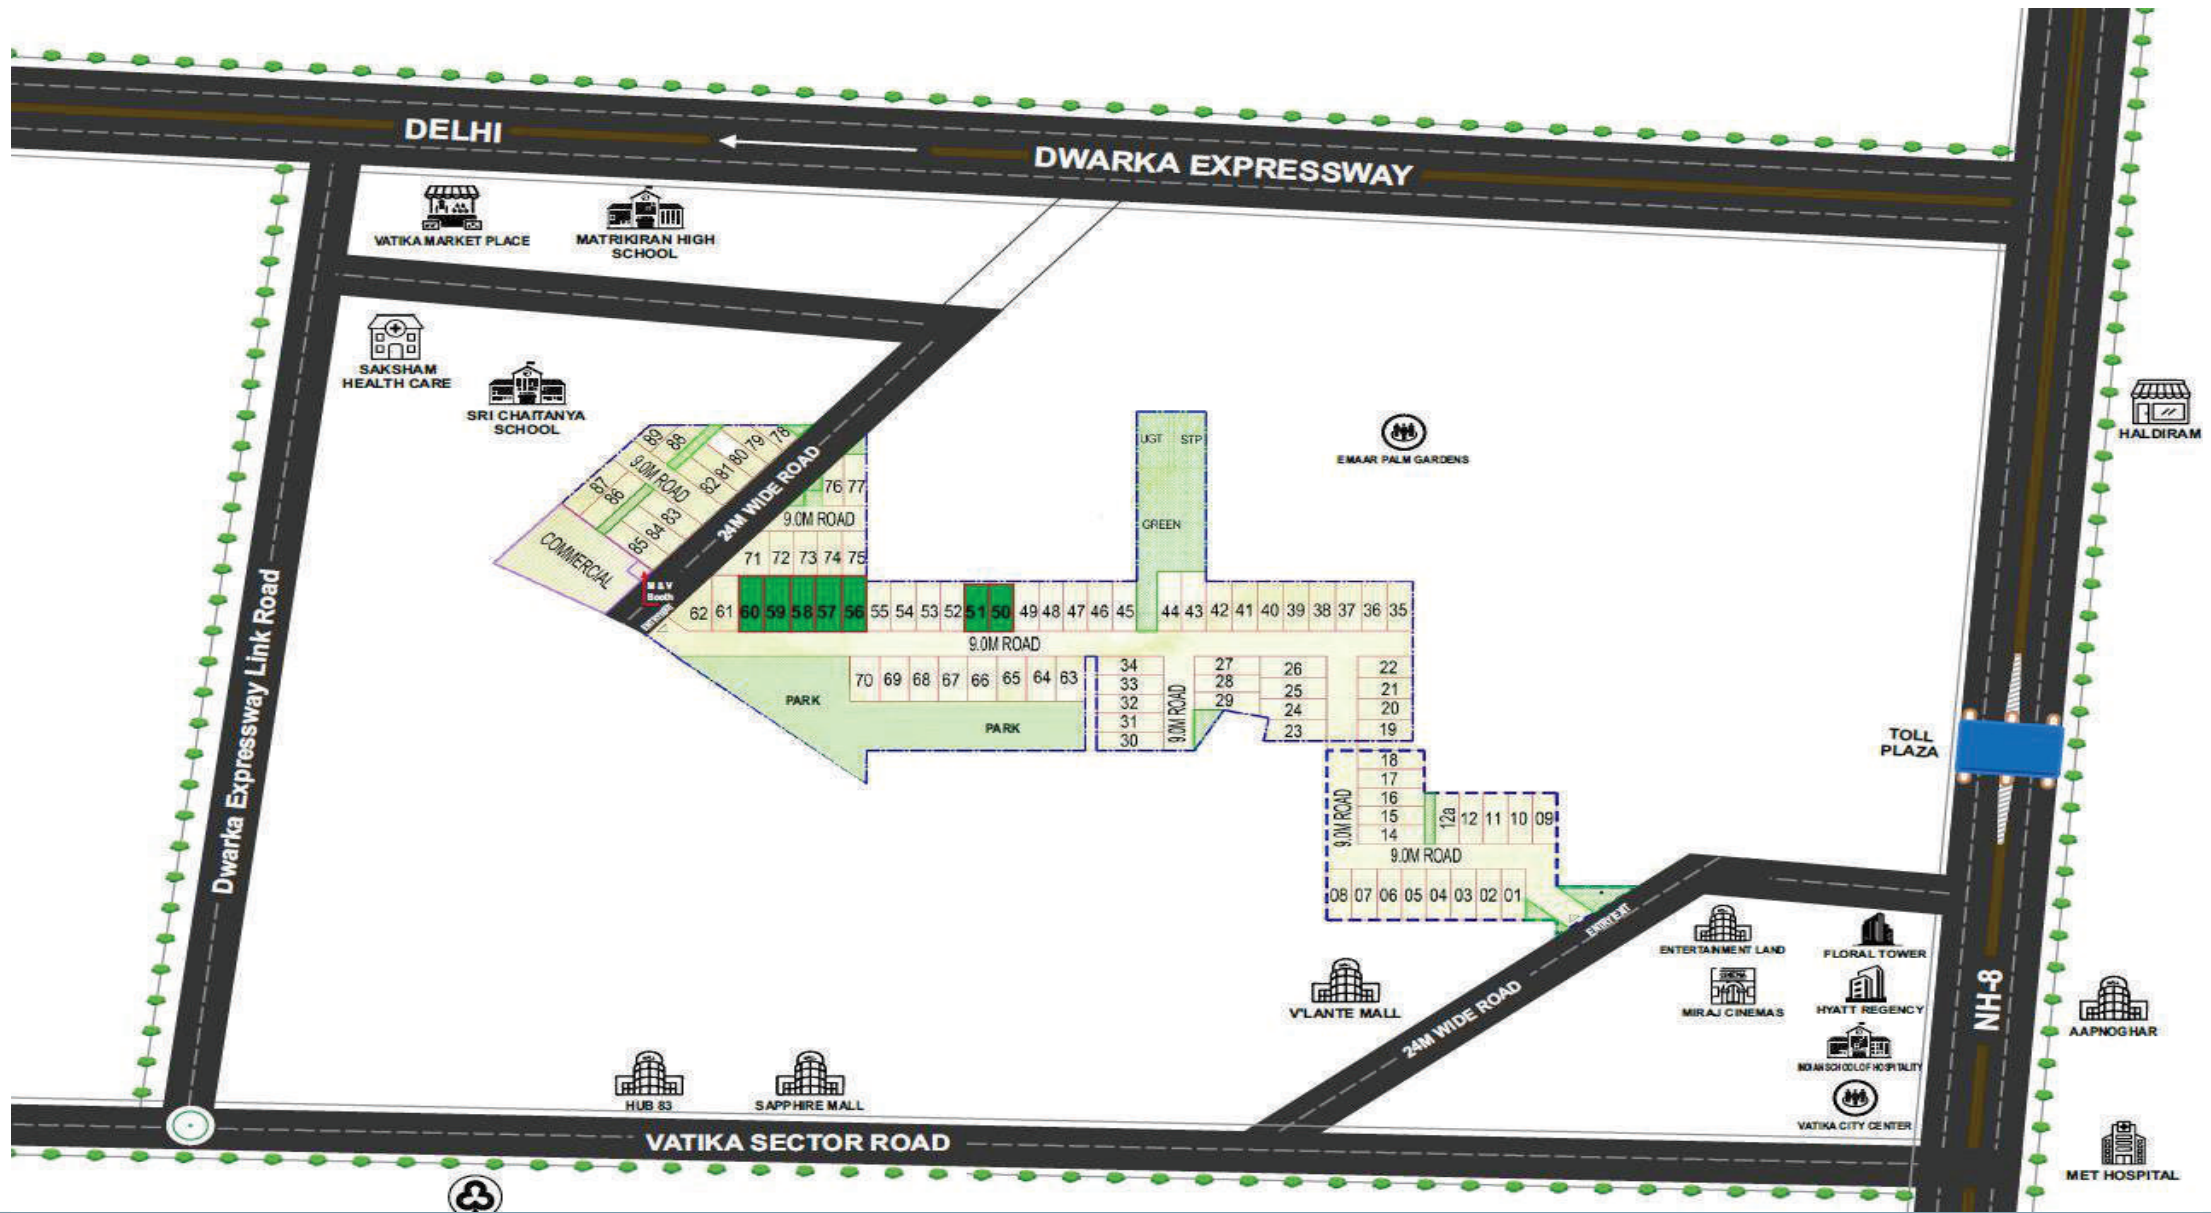 DELHI
DWARKA EXPRESSWAY
VATIKA MARKET PLACE
MATRIKIRAN HIGH
SCHOOL
SAKSHAM
HEALTH CARE
SRI CHAITANYA
SCHOOL
HALDIRAM
EMAAR PALM GARDENS
UGT STP
GREEN
89 88 78
79
80
81
82
9.0M ROAD
87
86
83
84
85
COMMERCIAL
24M WIDE ROAD
76 77
9.0M ROAD
71 72 73 74 75
M & V
Booth
62 61 60 59 58 57 56 55 54 53 52 51 50 49 48 47 46 45 44 43 42 41 40 39 38 37 36 35
9.0M ROAD
70 69 68 67 66 65 64 63
PARK
PARK
34
33
32
31
30
9.0M ROAD
27
28
29
26
25
24
23
22
21
20
19
18
17
16
15
14
9.0M ROAD
12a 12 11 10 09
9.0M ROAD
08 07 06 05 04 03 02 01
ENTRY/EXIT
24M WIDE ROAD
Dwarka Expressway Link Road
TOLL
PLAZA
NH-8
ENTERTAINMENT LAND
FLORAL TOWER
MIRAJ CINEMAS
HYATT REGENCY
INDIAN SCHOOL OF HOSPITALITY
VATIKA CITY CENTER
V'LANTE MALL
AAPNOGHAR
MET HOSPITAL
HUB 83
SAPPHIRE MALL
VATIKA SECTOR ROAD